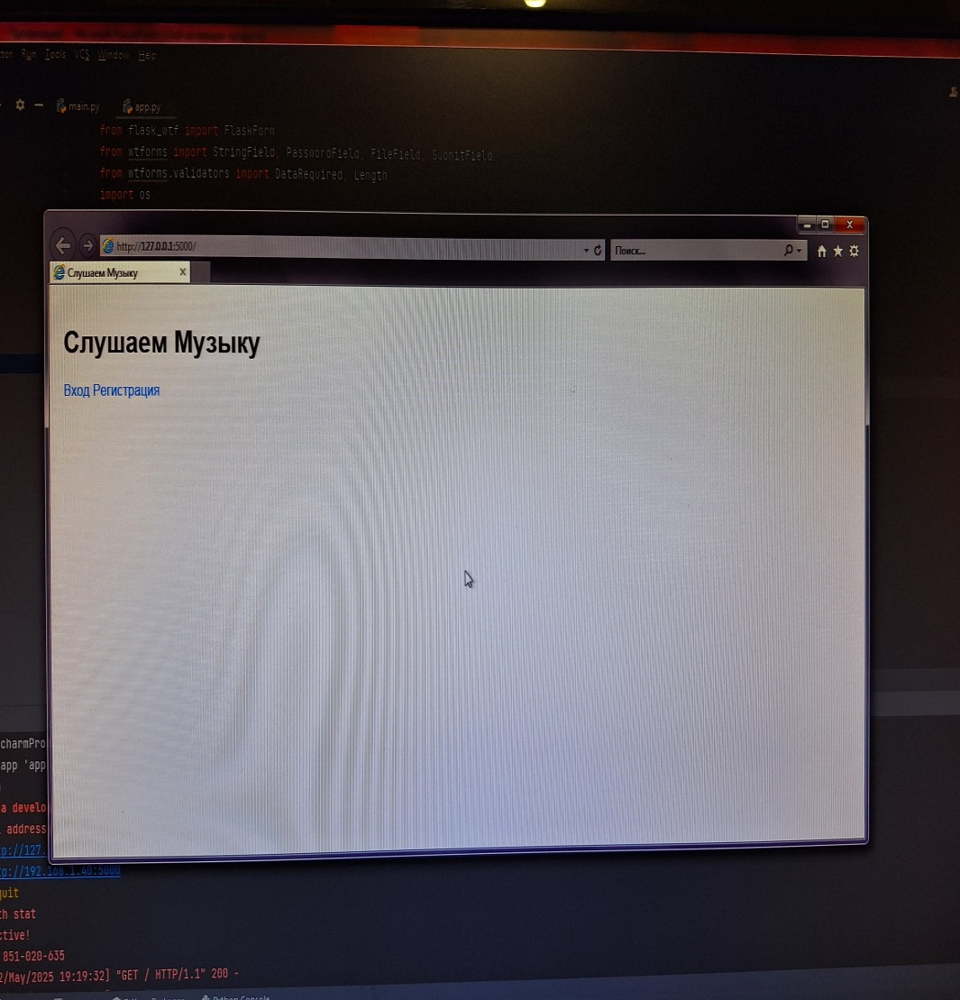 Run Tools VCS Window Help
main.py app.py
from flask_wtf import FlaskForm
from wtforms import StringField, PasswordField, FileField, SubmitField
from wtforms.validators import DataRequired, Length
import os
http://127.0.0.1:5000/ Поиск...
Слушаем Музыку x
Слушаем Музыку
Вход Регистрация
charmPro
app 'app
a develo
address
tp://127.
tp://192.168.1.40:5000
quit
th stat
ctive!
851-020-635
2/May/2025 19:19:32] "GET / HTTP/1.1" 200 -
Python Console